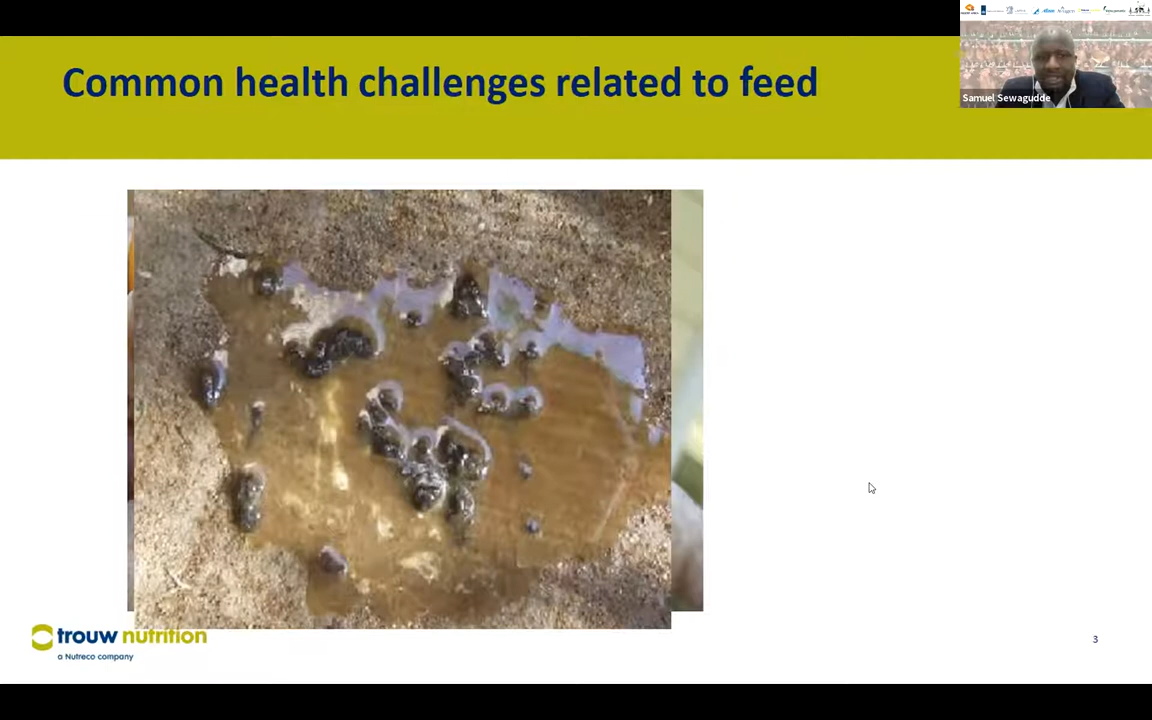 Common health challenges related to feed
Samuel Sewagudde
trouw nutrition
a Nutreco company
3